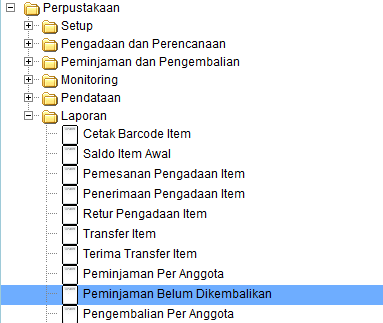 Perpustakaan
Setup
Pengadaan dan Perencanaan
Peminjaman dan Pengembalian
Monitoring
Pendataan
Laporan
Cetak Barcode Item
Saldo Item Awal
Pemesanan Pengadaan Item
Penerimaan Pengadaan Item
Retur Pengadaan Item
Transfer Item
Terima Transfer Item
Peminjaman Per Anggota
Peminjaman Belum Dikembalikan
Pengembalian Per Anggota